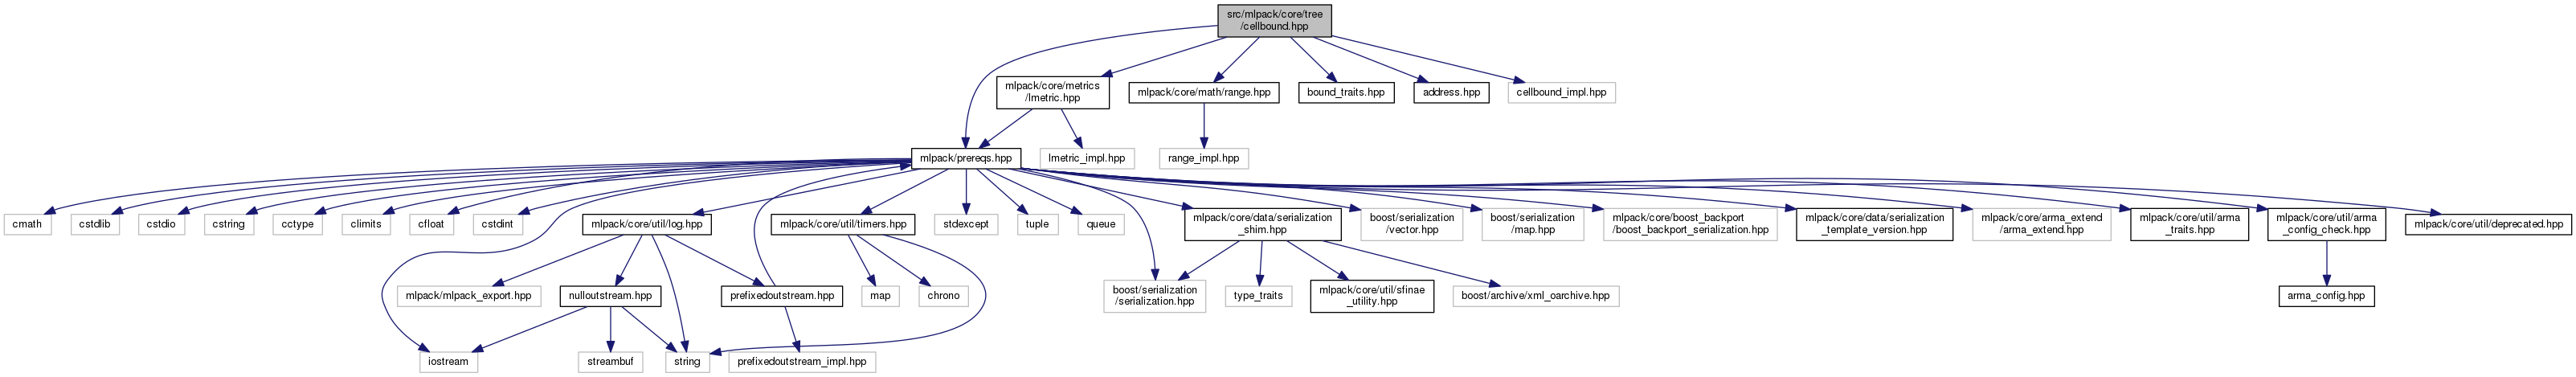 src/mlpack/core/tree
/cellbound.hpp
mlpack/core/metrics
/lmetric.hpp
mlpack/core/math/range.hpp
bound_traits.hpp
address.hpp
cellbound_impl.hpp
mlpack/prereqs.hpp
lmetric_impl.hpp
range_impl.hpp
cmath
cstdlib
cstdio
cstring
cctype
climits
cfloat
cstdint
mlpack/core/util/log.hpp
mlpack/core/util/timers.hpp
stdexcept
tuple
queue
mlpack/core/data/serialization
_shim.hpp
boost/serialization
/vector.hpp
boost/serialization
/map.hpp
mlpack/core/boost_backport
/boost_backport_serialization.hpp
mlpack/core/data/serialization
_template_version.hpp
mlpack/core/arma_extend
/arma_extend.hpp
mlpack/core/util/arma
_traits.hpp
mlpack/core/util/arma
_config_check.hpp
mlpack/core/util/deprecated.hpp
mlpack/mlpack_export.hpp
nulloutstream.hpp
prefixedoutstream.hpp
map
chrono
boost/serialization
/serialization.hpp
type_traits
mlpack/core/util/sfinae
_utility.hpp
boost/archive/xml_oarchive.hpp
arma_config.hpp
iostream
streambuf
string
prefixedoutstream_impl.hpp